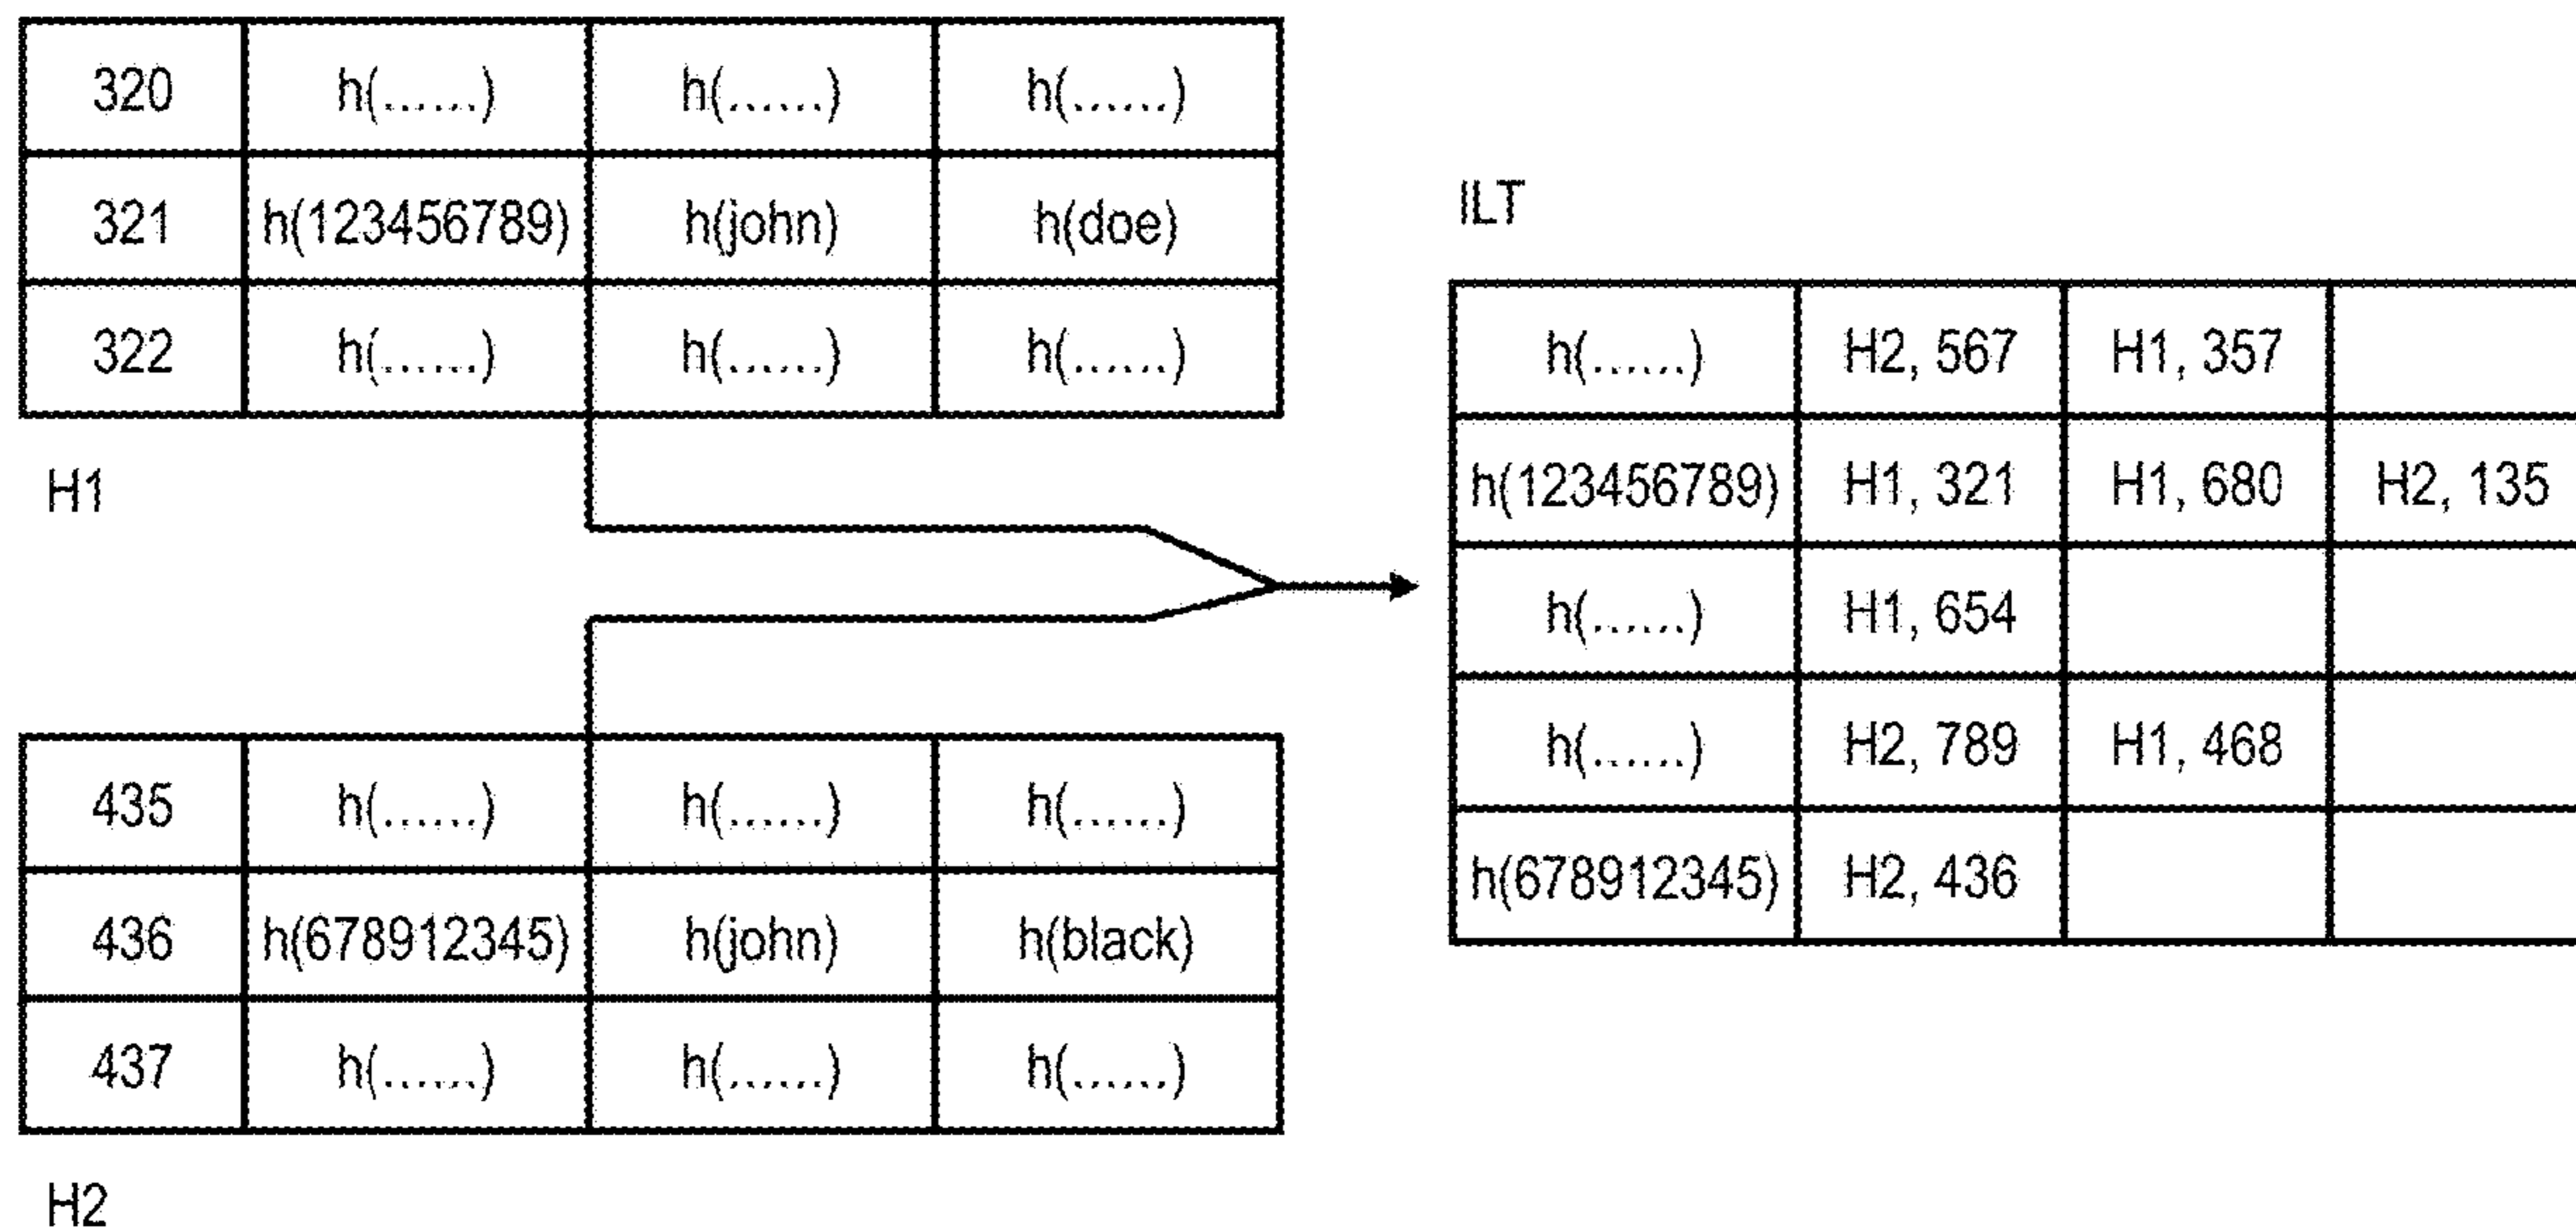 320 h(......) h(......) h(......)
321 h(123456789) h(john) h(doe)
322 h(......) h(......) h(......)
H1
435 h(......) h(......) h(......)
436 h(678912345) h(john) h(black)
437 h(......) h(......) h(......)
H2
ILT
h(......) H2, 567 H1, 357
h(123456789) H1, 321 H1, 680 H2, 135
h(......) H1, 654
h(......) H2, 789 H1, 468
h(678912345) H2, 436